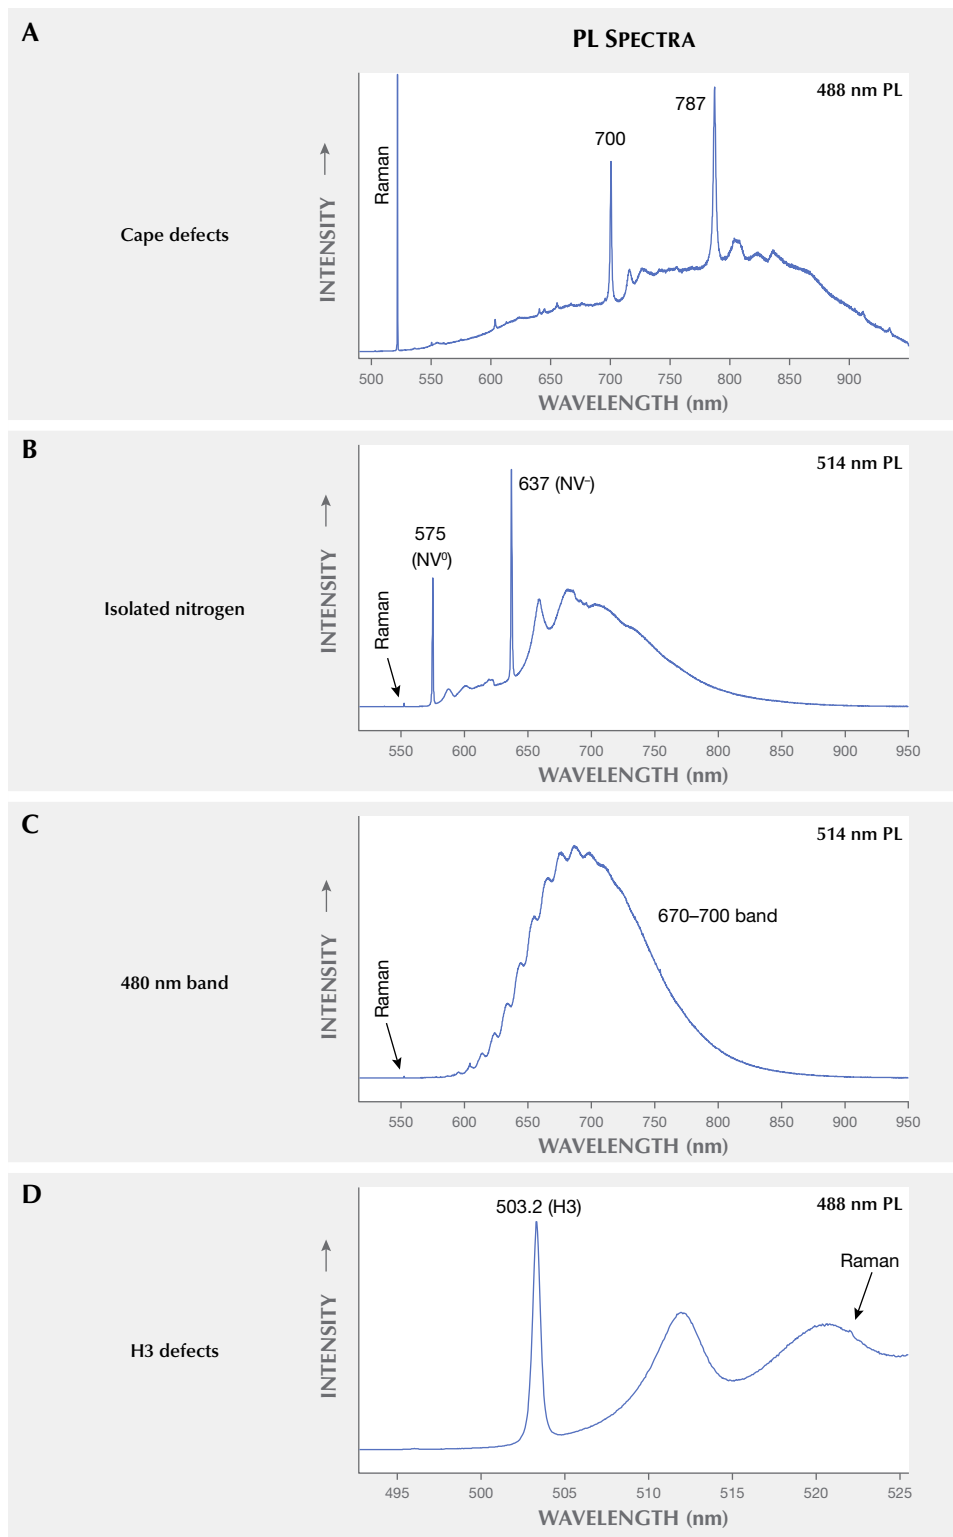 A
PL SPECTRA
488 nm PL
787
700
Raman
Cape defects
INTENSITY
500 550 600 650 700 750 800 850 900
WAVELENGTH (nm)
B
514 nm PL
637 (NV⁻)
575
(NV⁰)
Raman
Isolated nitrogen
INTENSITY
550 600 650 700 750 800 850 900 950
WAVELENGTH (nm)
C
514 nm PL
670–700 band
480 nm band
Raman
INTENSITY
550 600 650 700 750 800 850 900 950
WAVELENGTH (nm)
D
488 nm PL
503.2 (H3)
Raman
H3 defects
INTENSITY
495 500 505 510 515 520 525
WAVELENGTH (nm)